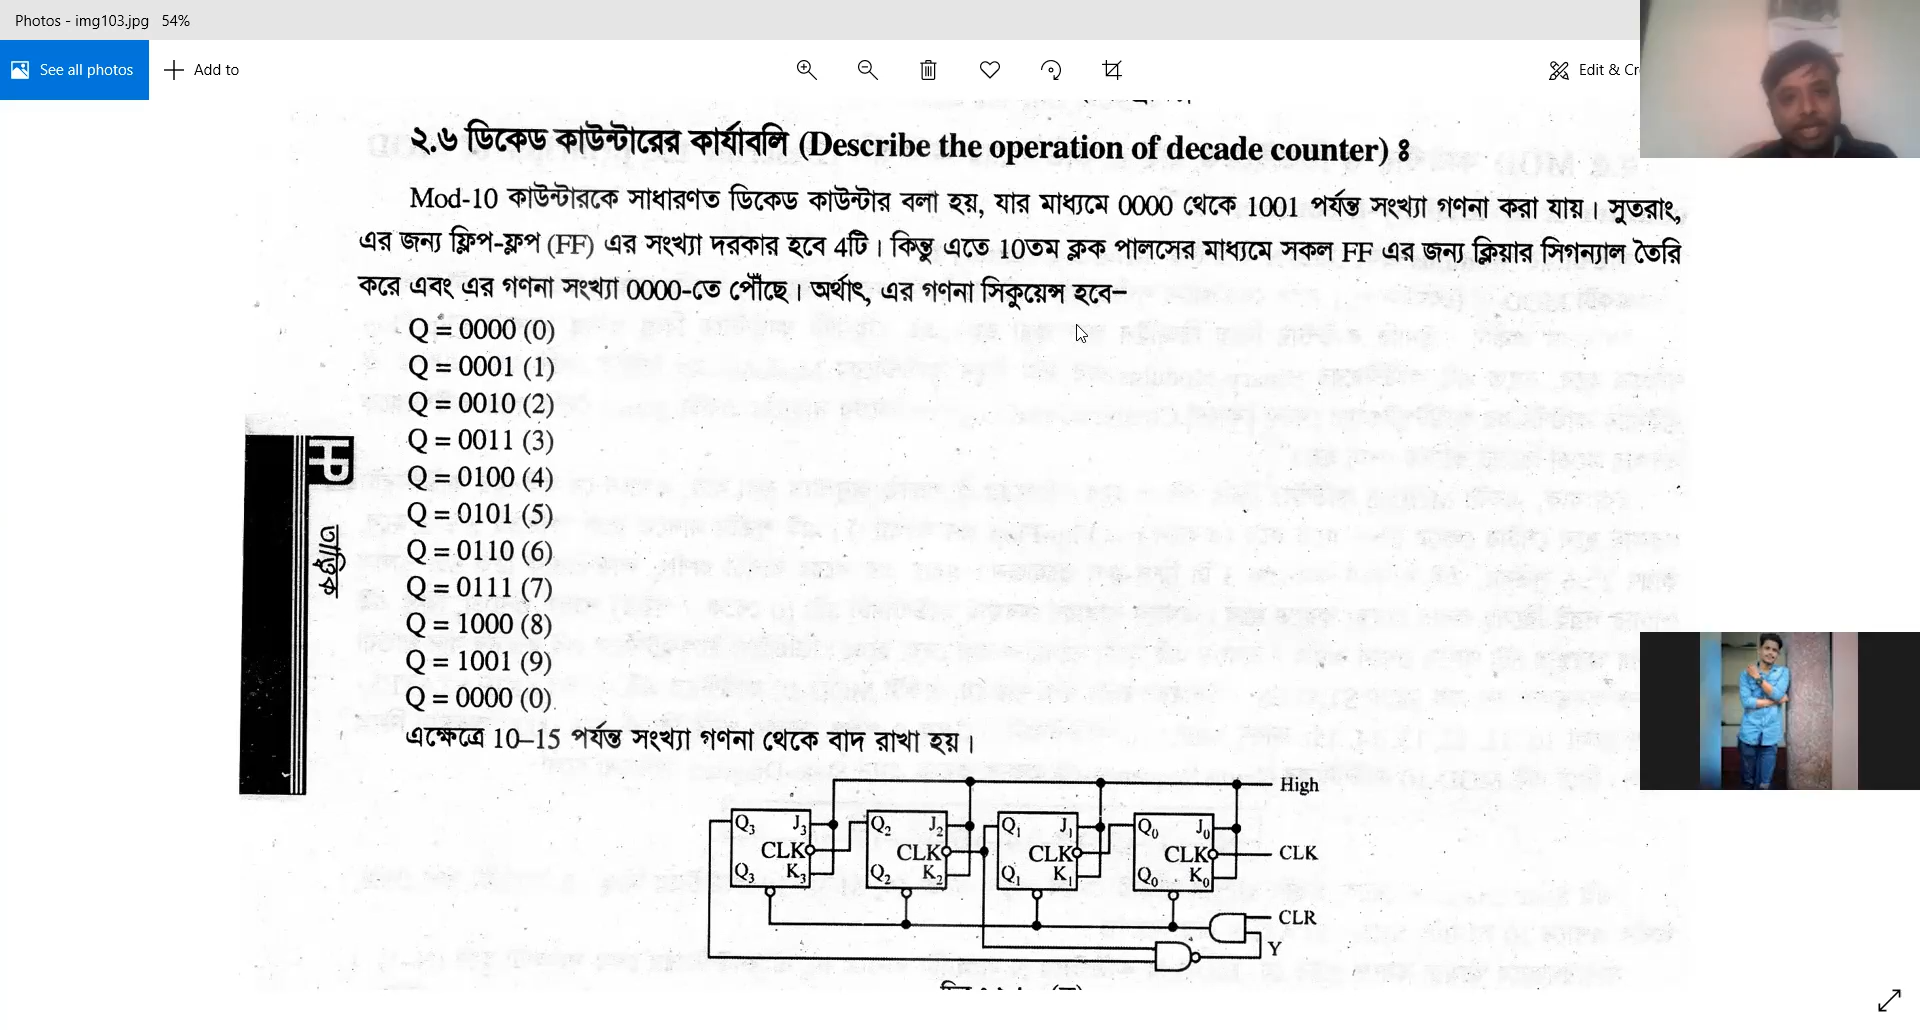 Photos - img103.jpg 54%
See all photos
Add to
Edit &
২.৬ ডিকেড কাউন্টারের কার্যাবলি (Describe the operation of decade counter) ঃ
Mod-10 কাউন্টারকে সাধারণত ডিকেড কাউন্টার বলা হয়, যার মাধ্যমে 0000 থেকে 1001 পর্যন্ত সংখ্যা গণনা করা যায়। সুতরাং,
এর জন্য ফ্লিপ-ফ্লপ (FF) এর সংখ্যা দরকার হবে 4টি। কিন্তু এতে 10তম ক্লক পালসের মাধ্যমে সকল FF এর জন্য ক্লিয়ার সিগন্যাল তৈরি
করে এবং এর গণনা সংখ্যা 0000-তে পৌঁছে। অর্থাৎ, এর গণনা সিকুয়েন্স হবে–
Q = 0000 (0)
Q = 0001 (1)
Q = 0010 (2)
Q = 0011 (3)
Q = 0100 (4)
Q = 0101 (5)
Q = 0110 (6)
Q = 0111 (7)
Q = 1000 (8)
Q = 1001 (9)
Q = 0000 (0)
এক্ষেত্রে 10–15 পর্যন্ত সংখ্যা গণনা থেকে বাদ রাখা হয়।
তাত্ত্বিক
High
Q₃ J₃ Q₂ J₂ Q₁ J₁ Q₀ J₀
CLK CLK CLK CLK CLK
Q₃ K₃ Q₂ K₂ Q₁ K₁ Q₀ K₀
CLR
Y